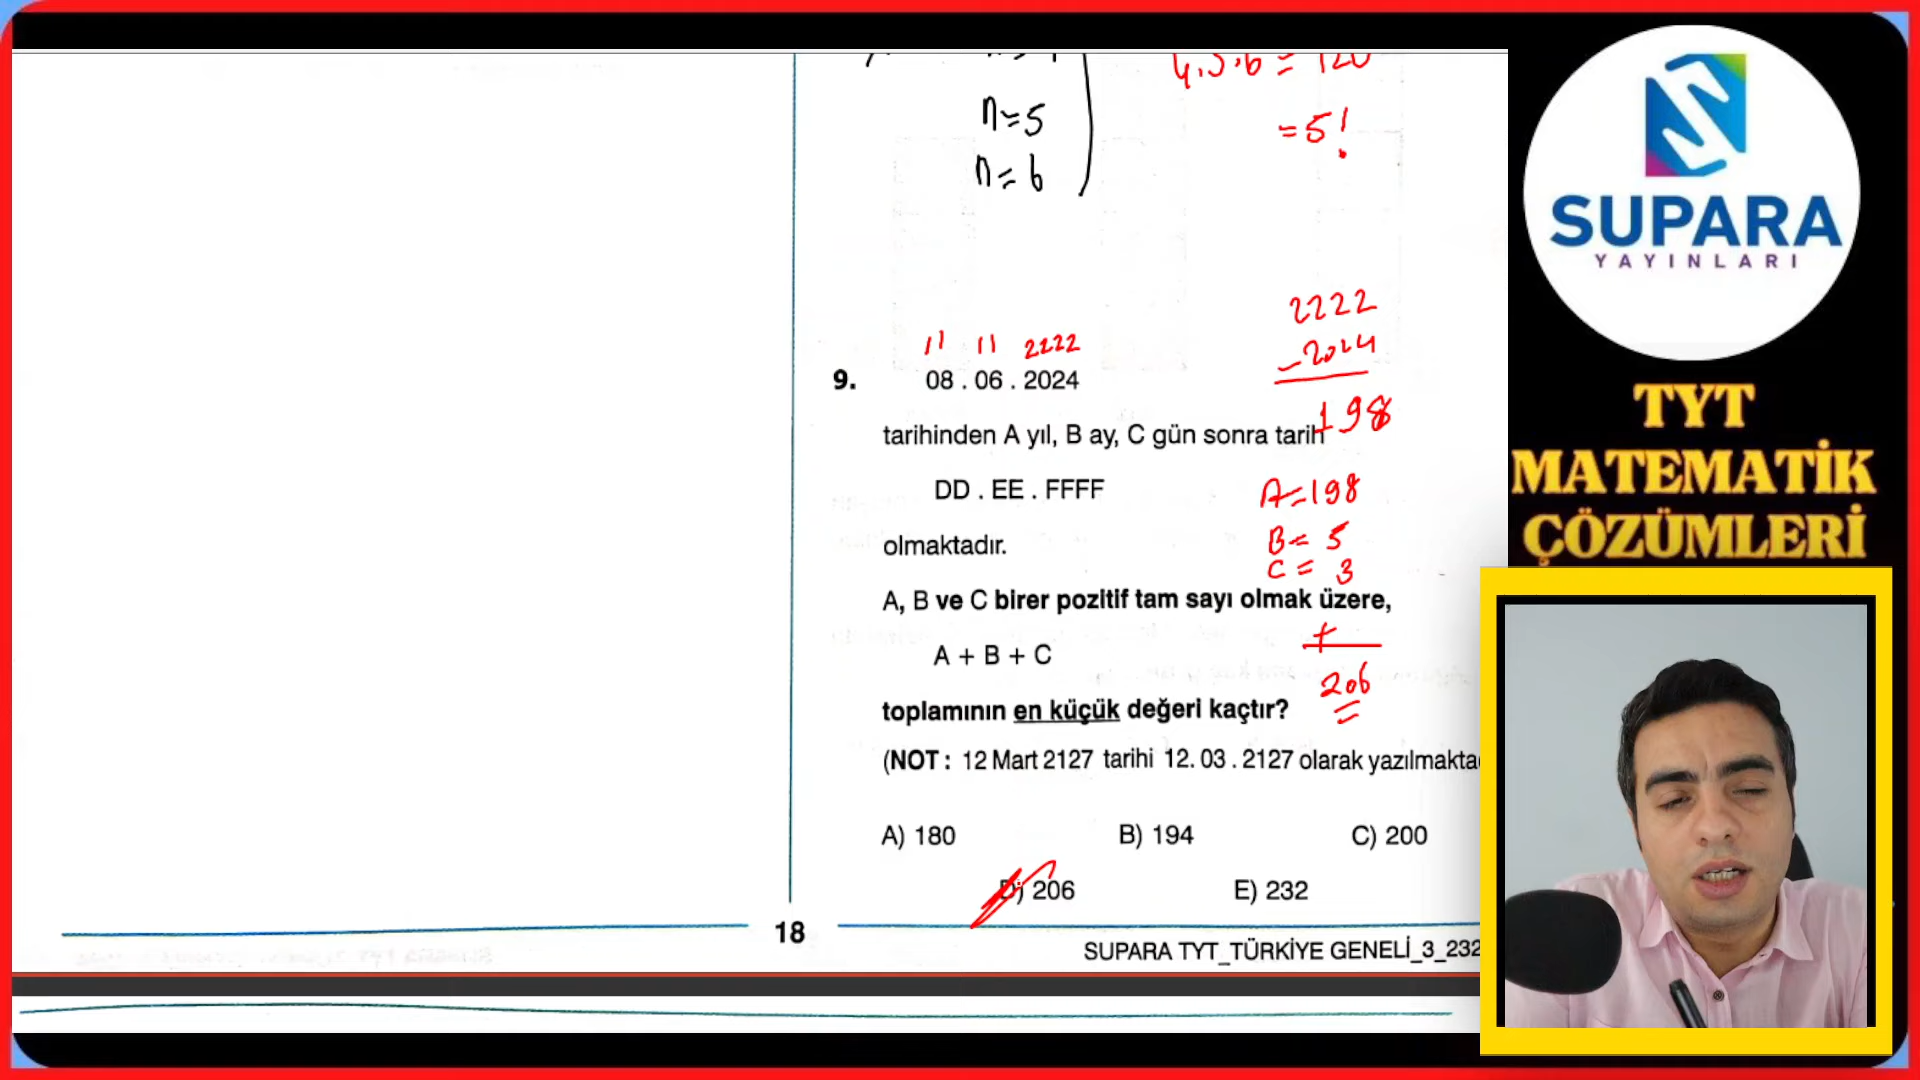 4.5.6 = 120
n=5
= 5!
n=6
2222
11 11 2222
- 2024
9. 08 . 06 . 2024
198
tarihinden A yıl, B ay, C gün sonra tarih
DD . EE . FFFF
A=198
olmaktadır.
B= 5
C = 3
A, B ve C birer pozitif tam sayı olmak üzere,
+
A + B + C
206
toplamının en küçük değeri kaçtır?
(NOT : 12 Mart 2127 tarihi 12. 03 . 2127 olarak
A) 180
B) 194
C) 200
D) 206
E) 232
18
SUPARA TYT_TÜRKİYE GENELİ_3_232
SUPARA
YAYINLARI
TYT
MATEMATİK
ÇÖZÜMLERİ